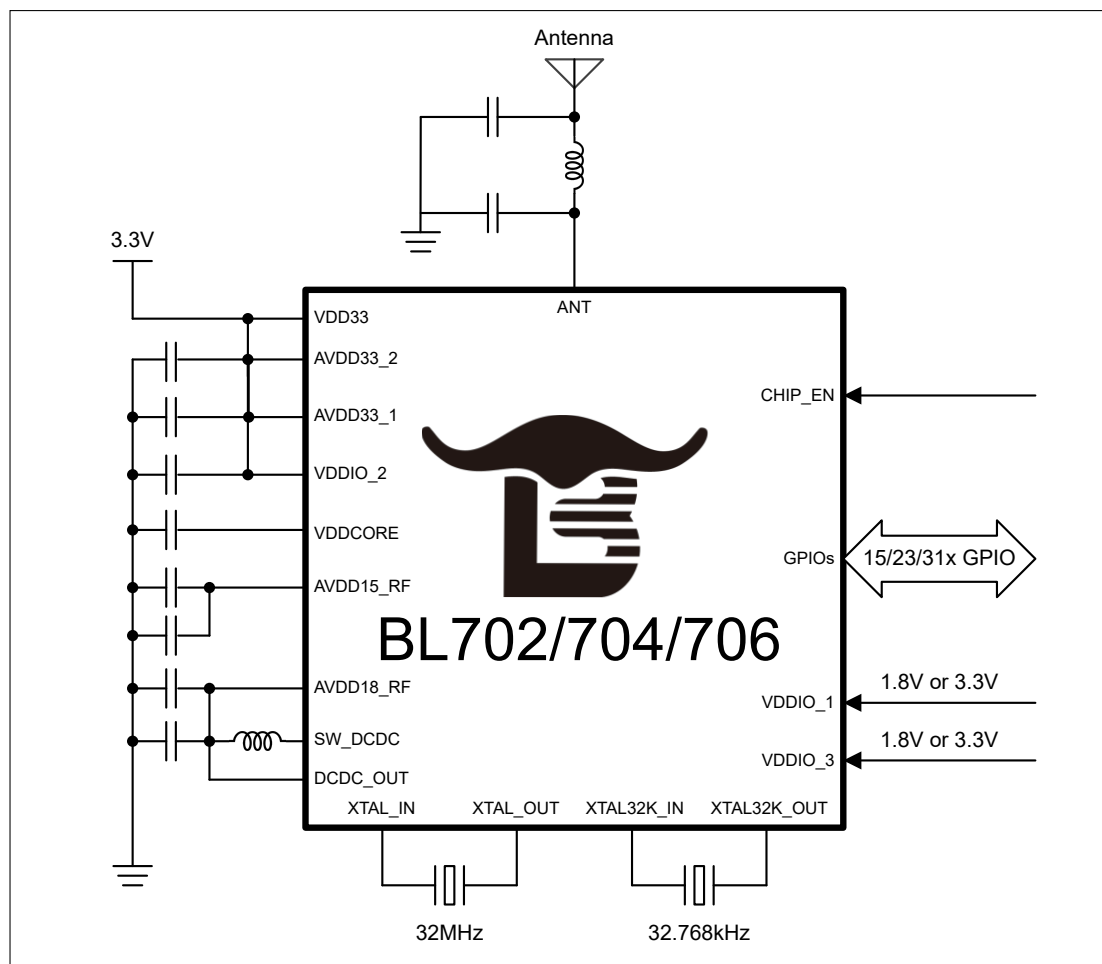 Antenna
3.3V
ANT
VDD33
AVDD33_2
AVDD33_1
VDDIO_2
VDDCORE
AVDD15_RF
AVDD18_RF
SW_DCDC
DCDC_OUT
CHIP_EN
GPIOs
15/23/31x GPIO
BL702/704/706
VDDIO_1
1.8V or 3.3V
VDDIO_3
1.8V or 3.3V
XTAL_IN
XTAL_OUT
XTAL32K_IN
XTAL32K_OUT
32MHz
32.768kHz